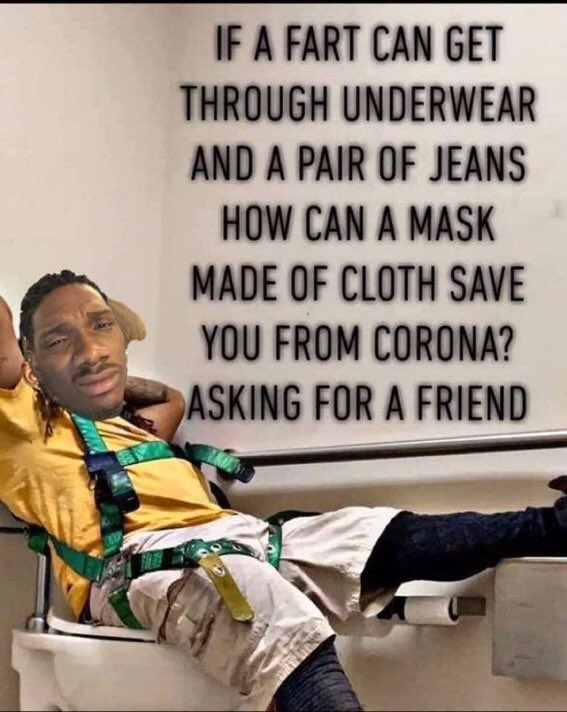 IF A FART CAN GET
THROUGH UNDERWEAR
AND A PAIR OF JEANS
HOW CAN A MASK
MADE OF CLOTH SAVE
YOU FROM CORONA?
ASKING FOR A FRIEND